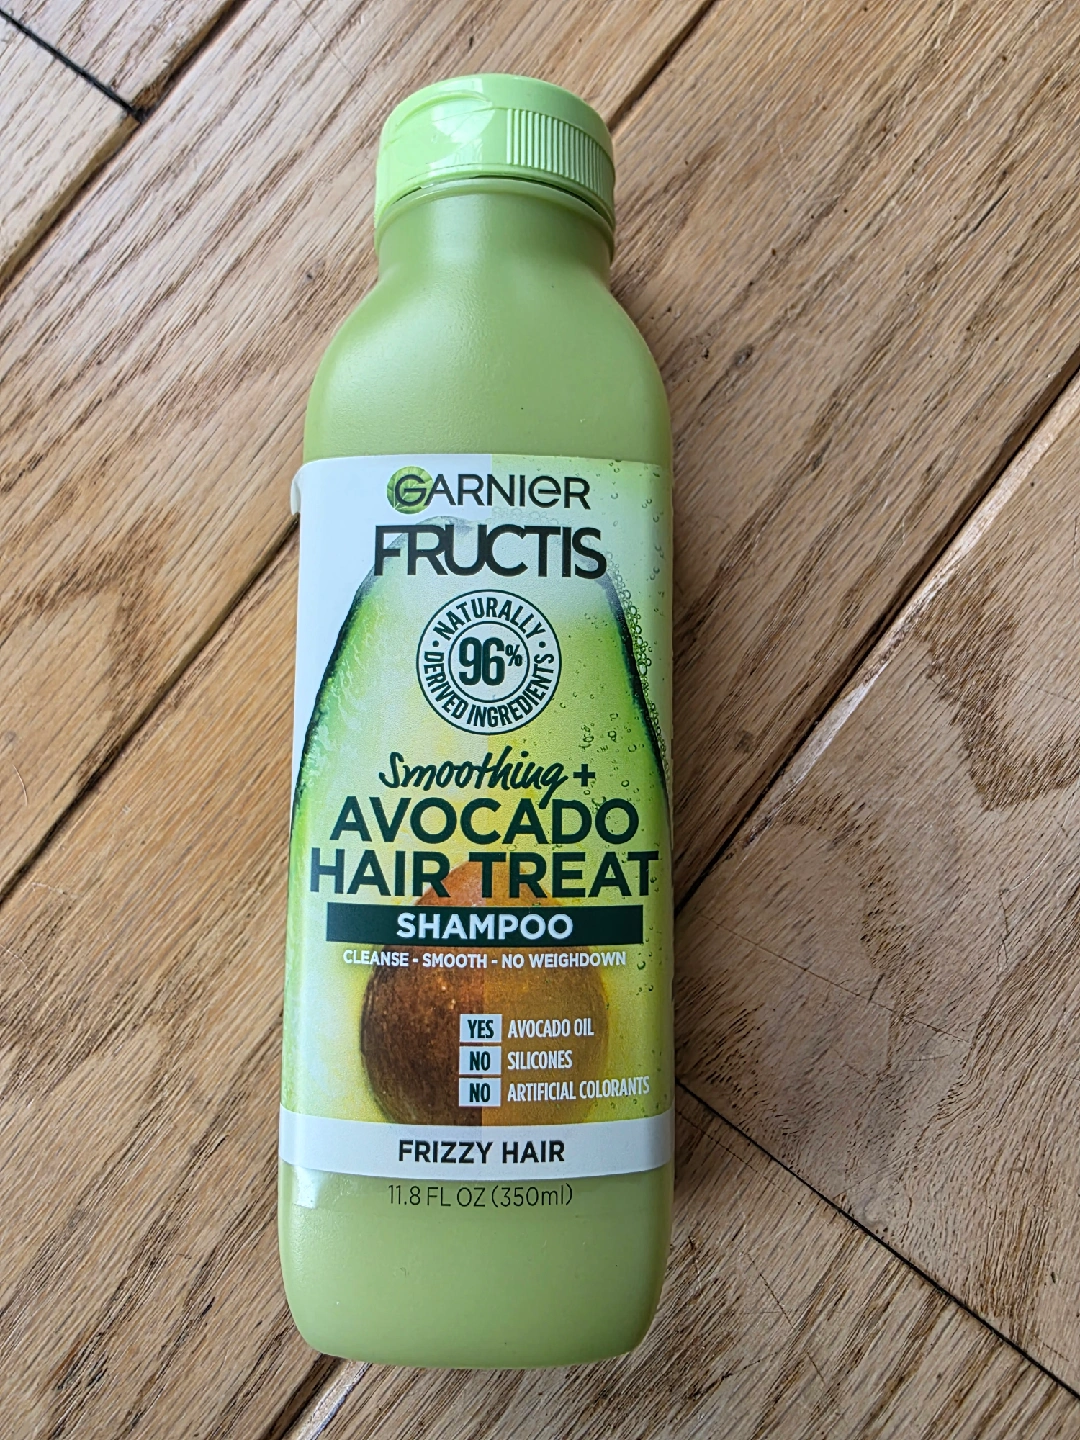 GARNIER
FRUCTIS
NATURALLY
96%
DERIVED INGREDIENTS
Smoothing +
AVOCADO
HAIR TREAT
SHAMPOO
CLEANSE - SMOOTH - NO WEIGHDOWN
YES AVOCADO OIL
NO SILICONES
NO ARTIFICIAL COLORANTS
FRIZZY HAIR
11.8 FL OZ (350ml)